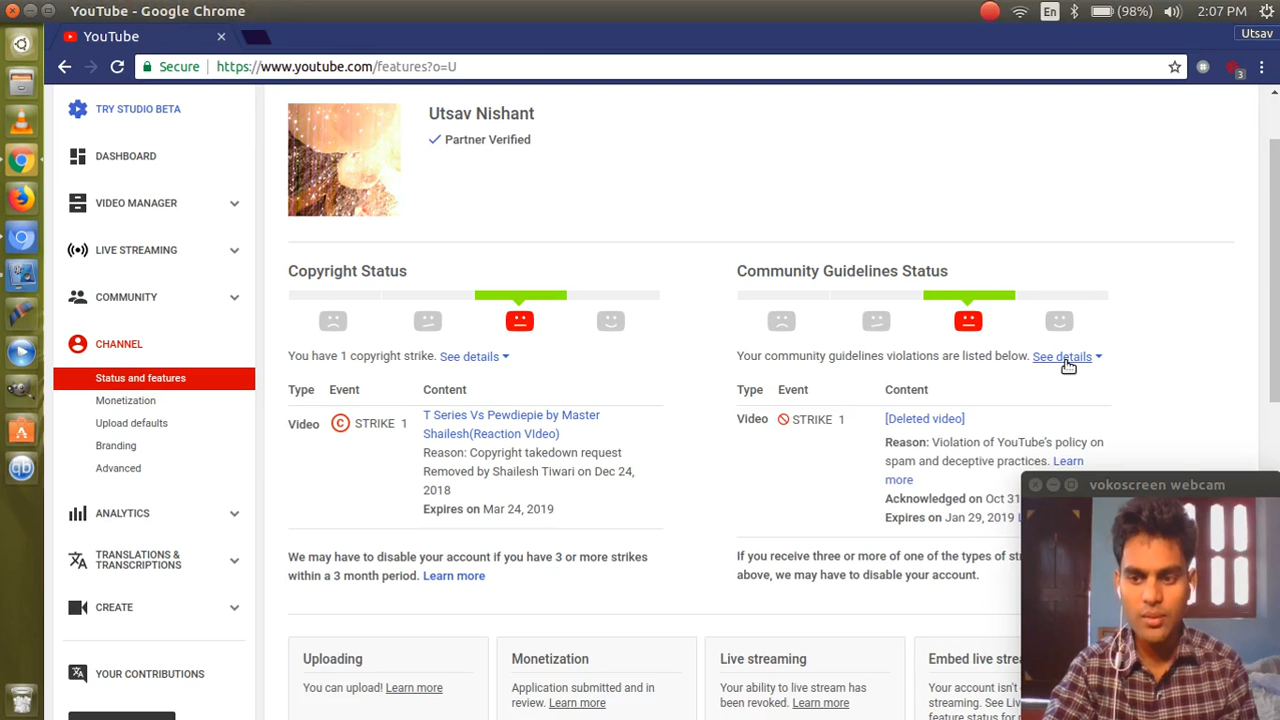 YouTube - Google Chrome
En
(98%)
2:07 PM
YouTube
Utsav
Secure
https://www.youtube.com/features?o=U
3
TRY STUDIO BETA
DASHBOARD
VIDEO MANAGER
LIVE STREAMING
COMMUNITY
CHANNEL
Status and features
Monetization
Upload defaults
Branding
Advanced
ANALYTICS
TRANSLATIONS &
TRANSCRIPTIONS
CREATE
YOUR CONTRIBUTIONS
Utsav Nishant
Partner Verified
Copyright Status
You have 1 copyright strike. See details
Type Event Content
Video STRIKE 1 T Series Vs Pewdiepie by Master
Shailesh(Reaction VIdeo)
Reason: Copyright takedown request
Removed by Shailesh Tiwari on Dec 24,
2018
Expires on Mar 24, 2019
We may have to disable your account if you have 3 or more strikes
within a 3 month period. Learn more
Community Guidelines Status
Your community guidelines violations are listed below. See details
Type Event Content
Video STRIKE 1 [Deleted video]
Reason: Violation of YouTube's policy on
spam and deceptive practices. Learn
more
Acknowledged on Oct 31
Expires on Jan 29, 2019
If you receive three or more of one of the types of
above, we may have to disable your account.
vokoscreen webcam
Uploading
You can upload! Learn more
Monetization
Application submitted and in
review. Learn more
Live streaming
Your ability to live stream has
been revoked. Learn more
Embed live
Your account isn't
streaming. See
feature status for